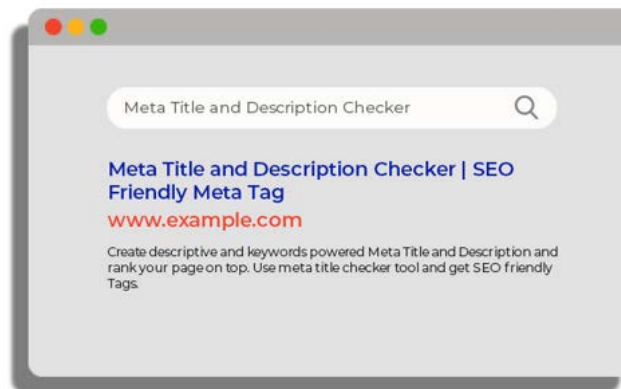 Meta Title and Description Checker
Meta Title and Description Checker | SEO
Friendly Meta Tag
www.example.com
Create descriptive and keywords powered Meta Title and Description and
rank your page on top. Use meta title checker tool and get SEO friendly
Tags.